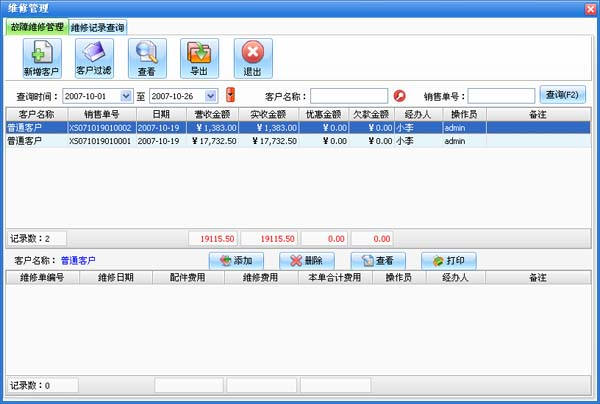 维修管理
故障维修管理 维修记录查询
新增客户 客户过滤 查看 导出 退出
查询时间： 2007-10-01 至 2007-10-26 客户名称： 销售单号： 查询(F2)
客户名称 销售单号 日期 营收金额 实收金额 优惠金额 欠款金额 经办人 操作员 备注
普通客户 XS071019010002 2007-10-19 ￥1,383.00 ￥1,383.00 ￥0.00 ￥0.00 小李 admin
普通客户 XS071019010001 2007-10-19 ￥17,732.50 ￥17,732.50 ￥0.00 ￥0.00 小李 admin
记录数：2 19115.50 19115.50 0.00 0.00
客户名称： 普通客户 添加 删除 查看 打印
维修单编号 维修日期 配件费用 维修费用 本单合计费用 操作员 经办人 备注
记录数：0